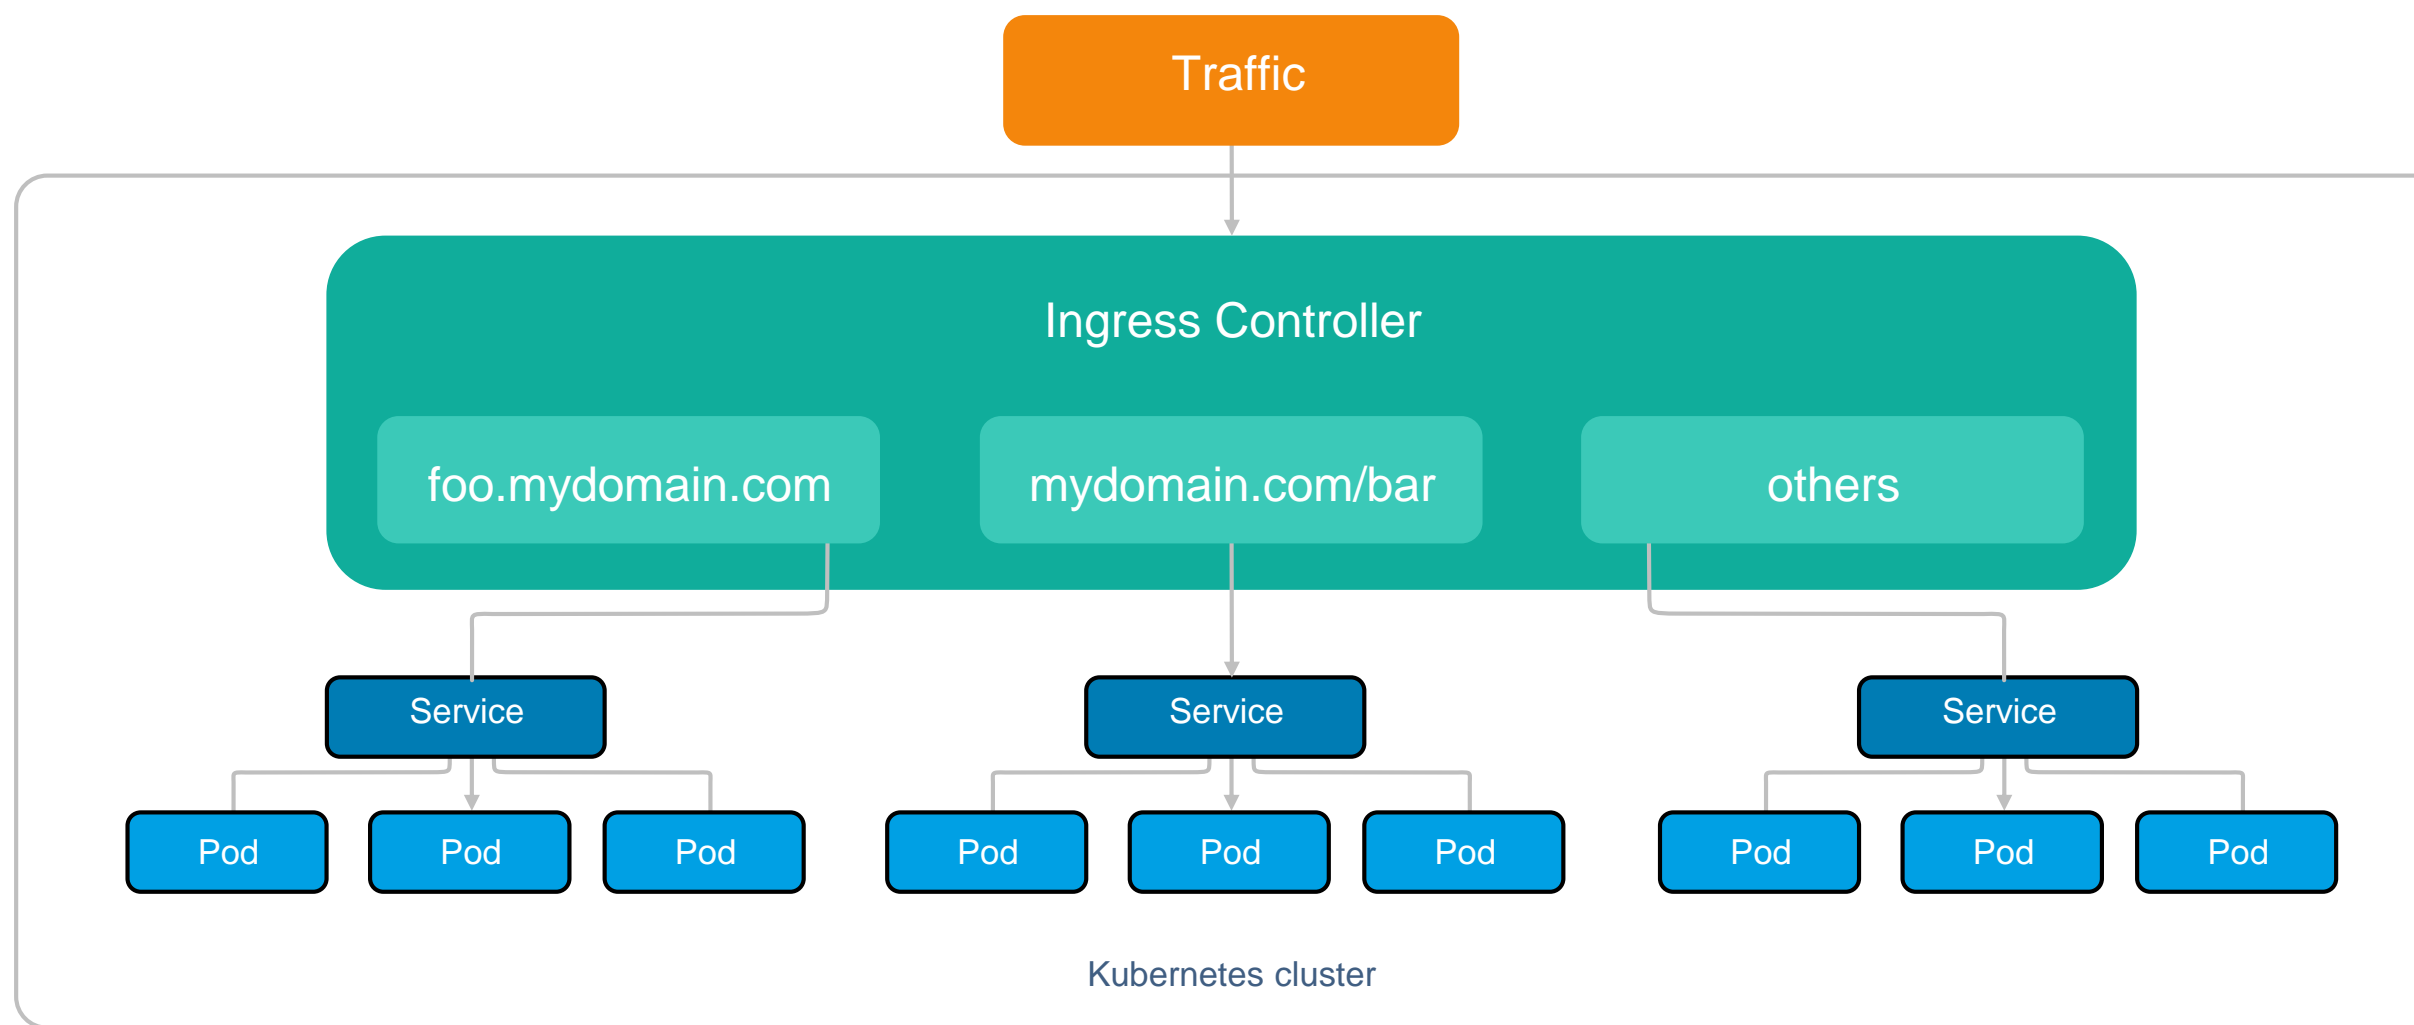 Traffic
Ingress Controller
foo.mydomain.com
mydomain.com/bar
others
Service
Service
Service
Pod
Pod
Pod
Pod
Pod
Pod
Pod
Pod
Pod
Kubernetes cluster